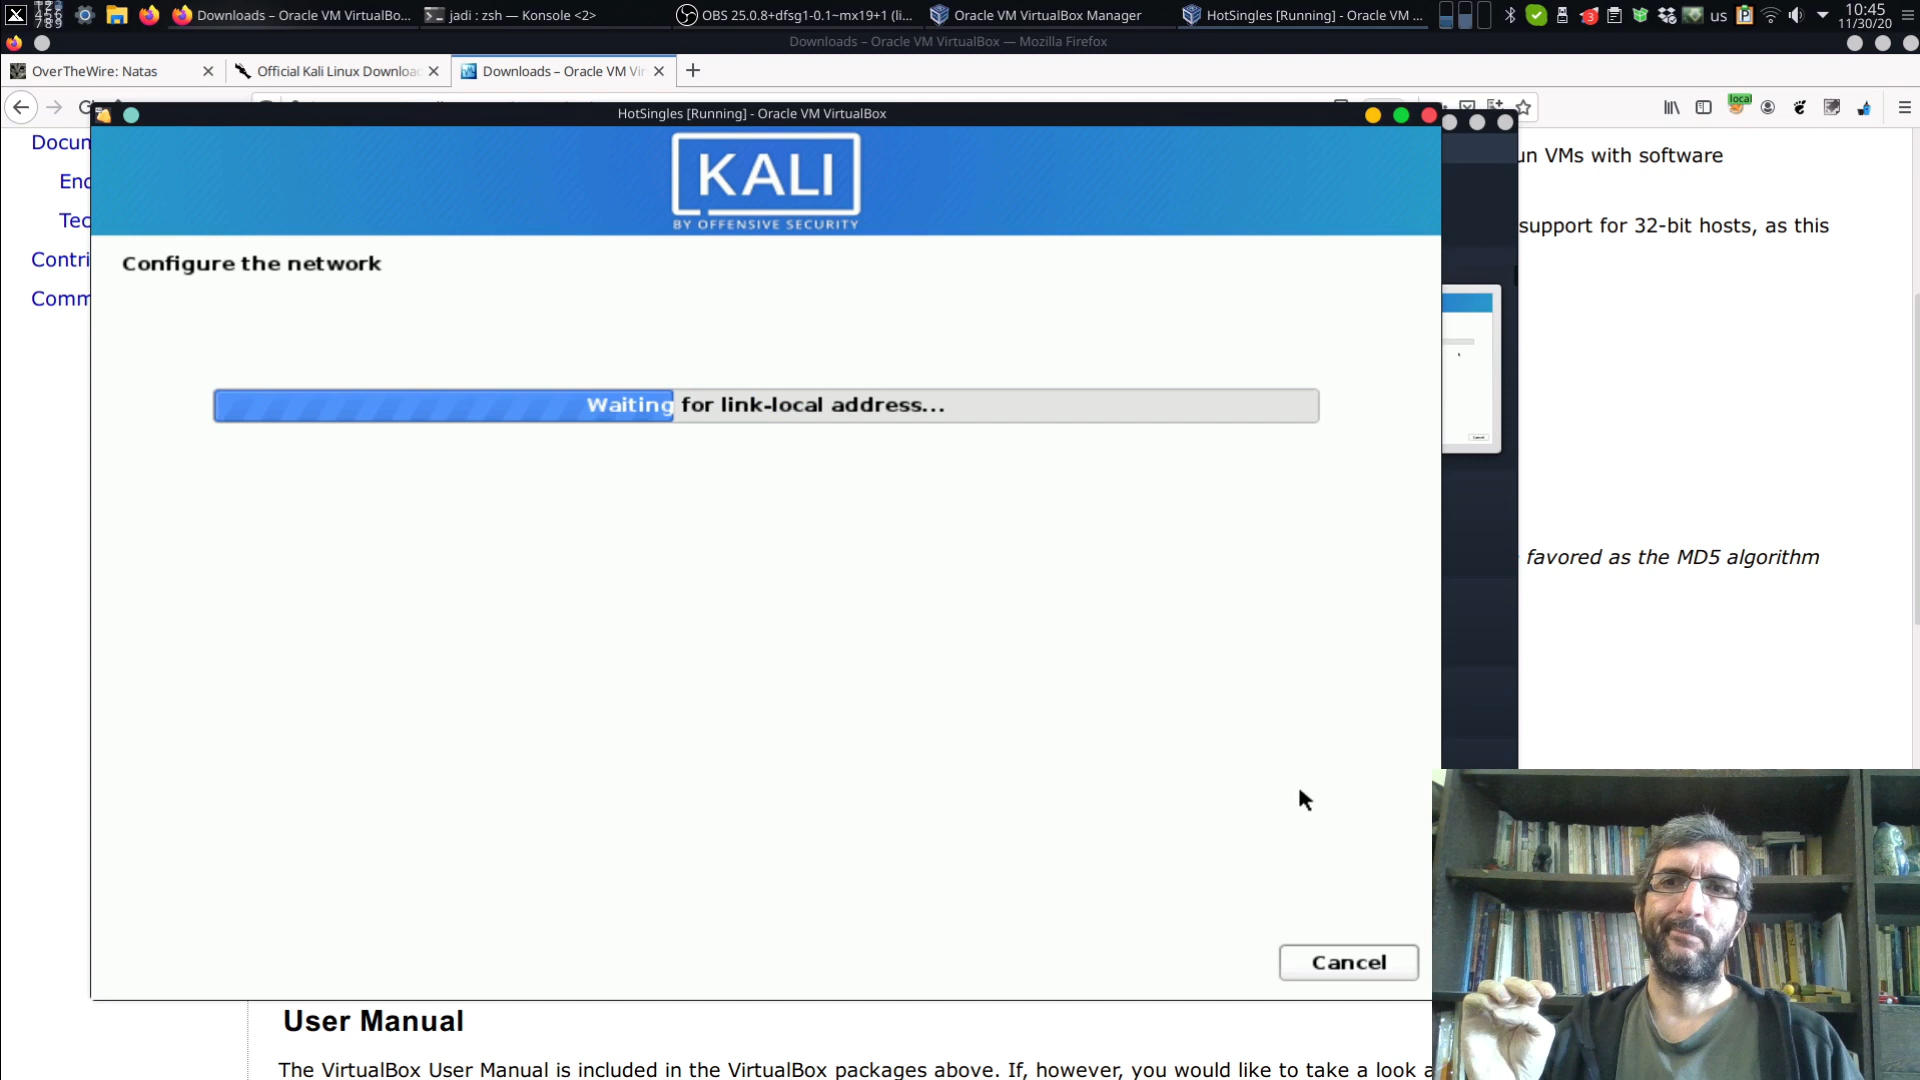 Downloads – Oracle VM VirtualBo...
jadi : zsh — Konsole <2>
OBS 25.0.8+dfsg1-0.1~mx19+1 (li...
Oracle VM VirtualBox Manager
HotSingles [Running] - Oracle VM ...
us
10:45
11/30/20
Downloads – Oracle VM VirtualBox — Mozilla Firefox
OverTheWire: Natas
Official Kali Linux Downloa
Downloads – Oracle VM Vir
local
HotSingles [Running] - Oracle VM VirtualBox
Docun
End
Tec
Contri
Comm
un VMs with software
support for 32-bit hosts, as this
KALI
BY OFFENSIVE SECURITY
Configure the network
Waiting for link-local address...
favored as the MD5 algorithm
Cancel
User Manual
The VirtualBox User Manual is included in the VirtualBox packages above. If, however, you would like to take a look a